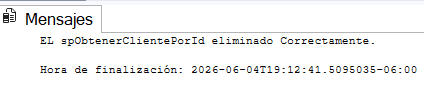 Mensajes
EL spObtenerClientePorId eliminado Correctamente.
Hora de finalización: 2026-06-04T19:12:41.5095035-06:00